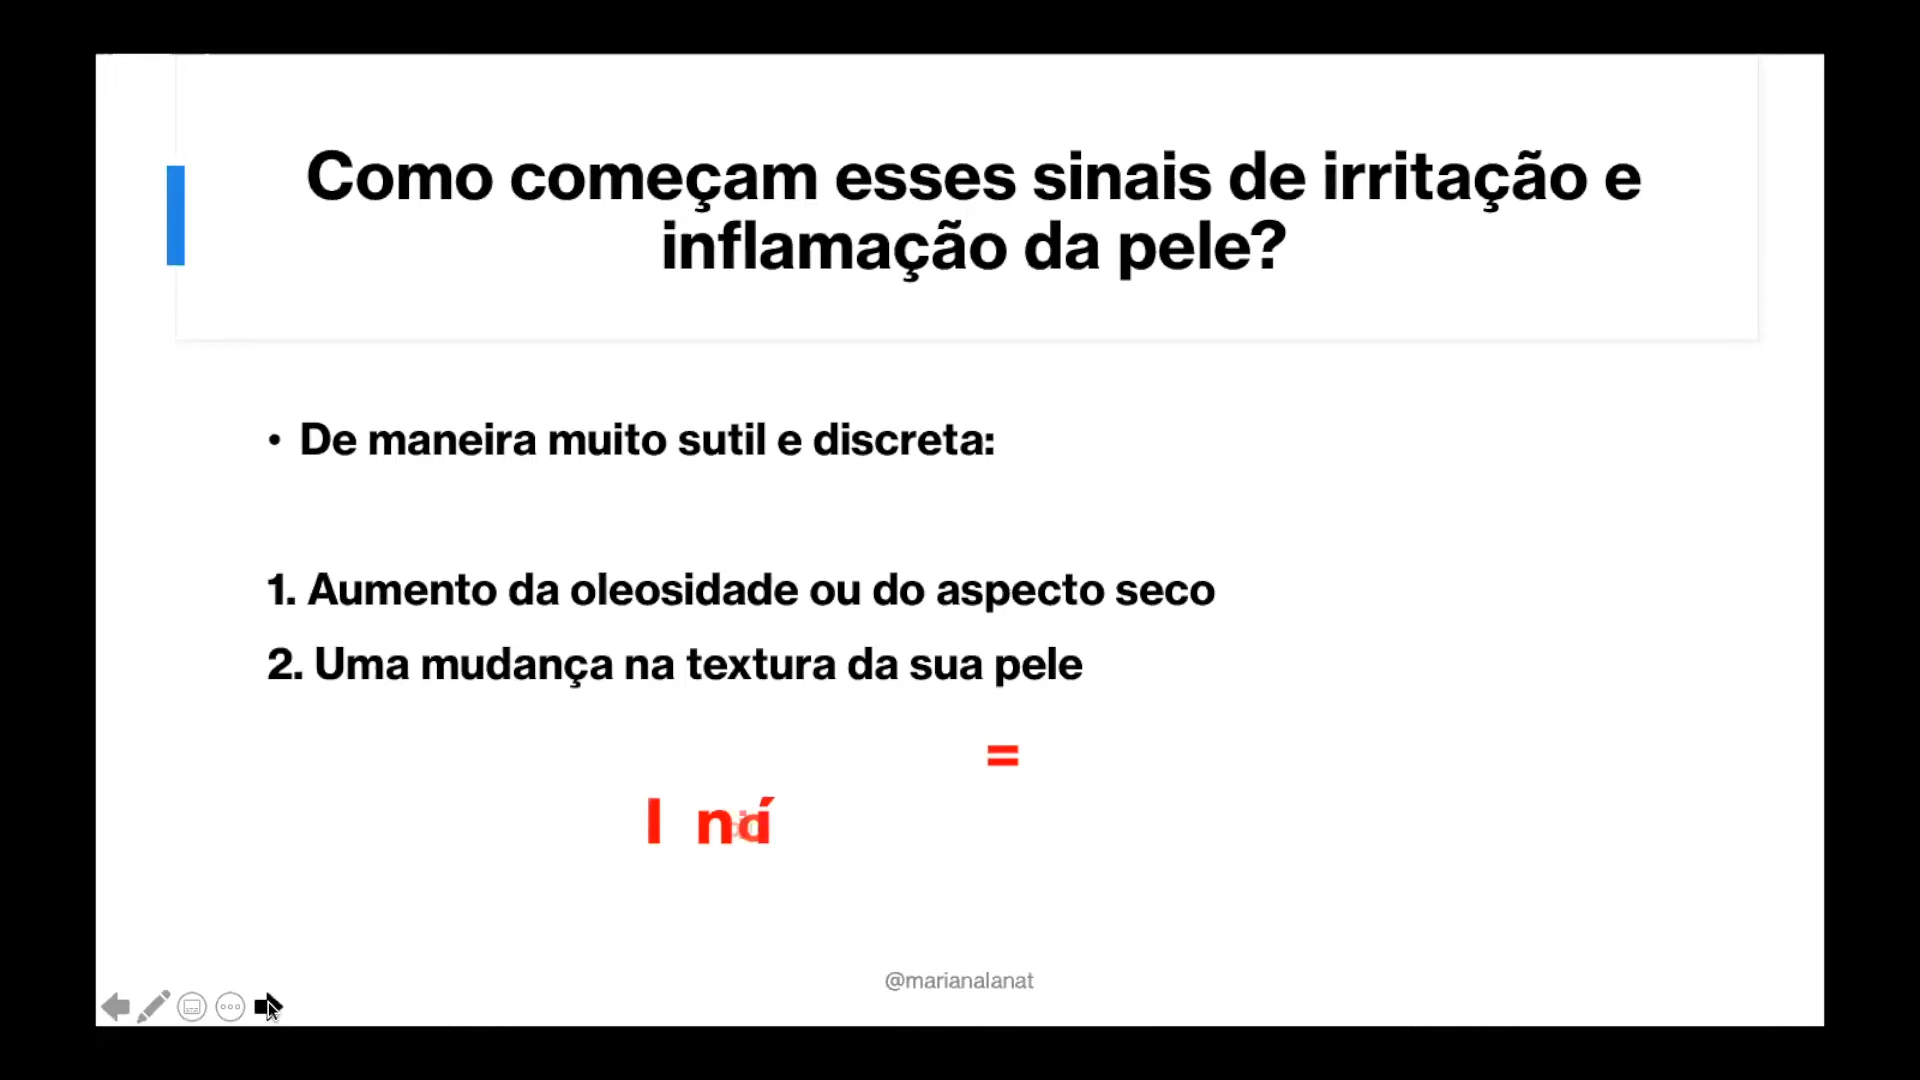 Como começam esses sinais de irritação e
inflamação da pele?
• De maneira muito sutil e discreta:
1. Aumento da oleosidade ou do aspecto seco
2. Uma mudança na textura da sua pele
=
@marianalanat